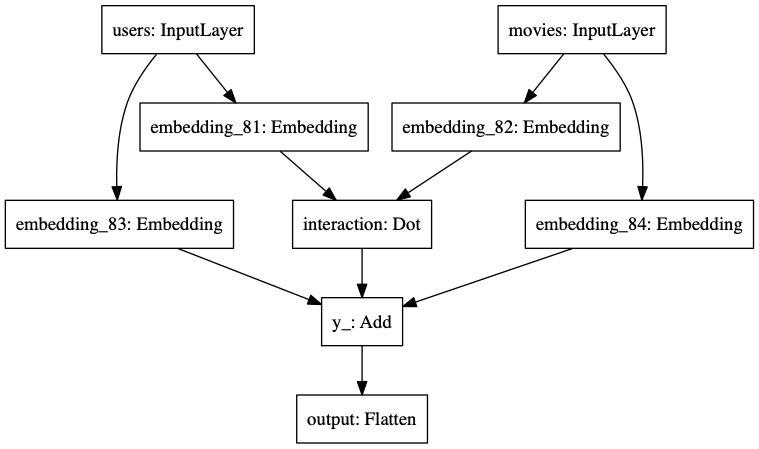 users: InputLayer
movies: InputLayer
embedding_81: Embedding
embedding_82: Embedding
embedding_83: Embedding
interaction: Dot
embedding_84: Embedding
y_: Add
output: Flatten